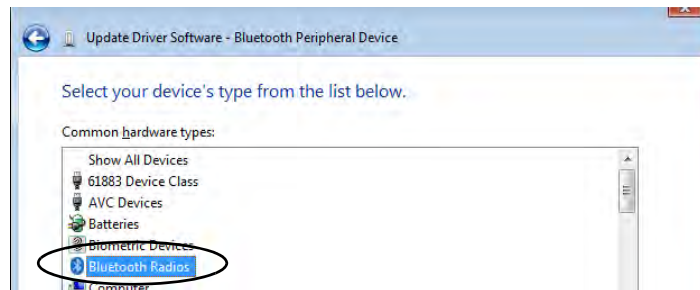 Update Driver Software - Bluetooth Peripheral Device
Select your device's type from the list below.
Common hardware types:
Show All Devices
61883 Device Class
AVC Devices
Batteries
Biometric Devices
Bluetooth Radios
Computer